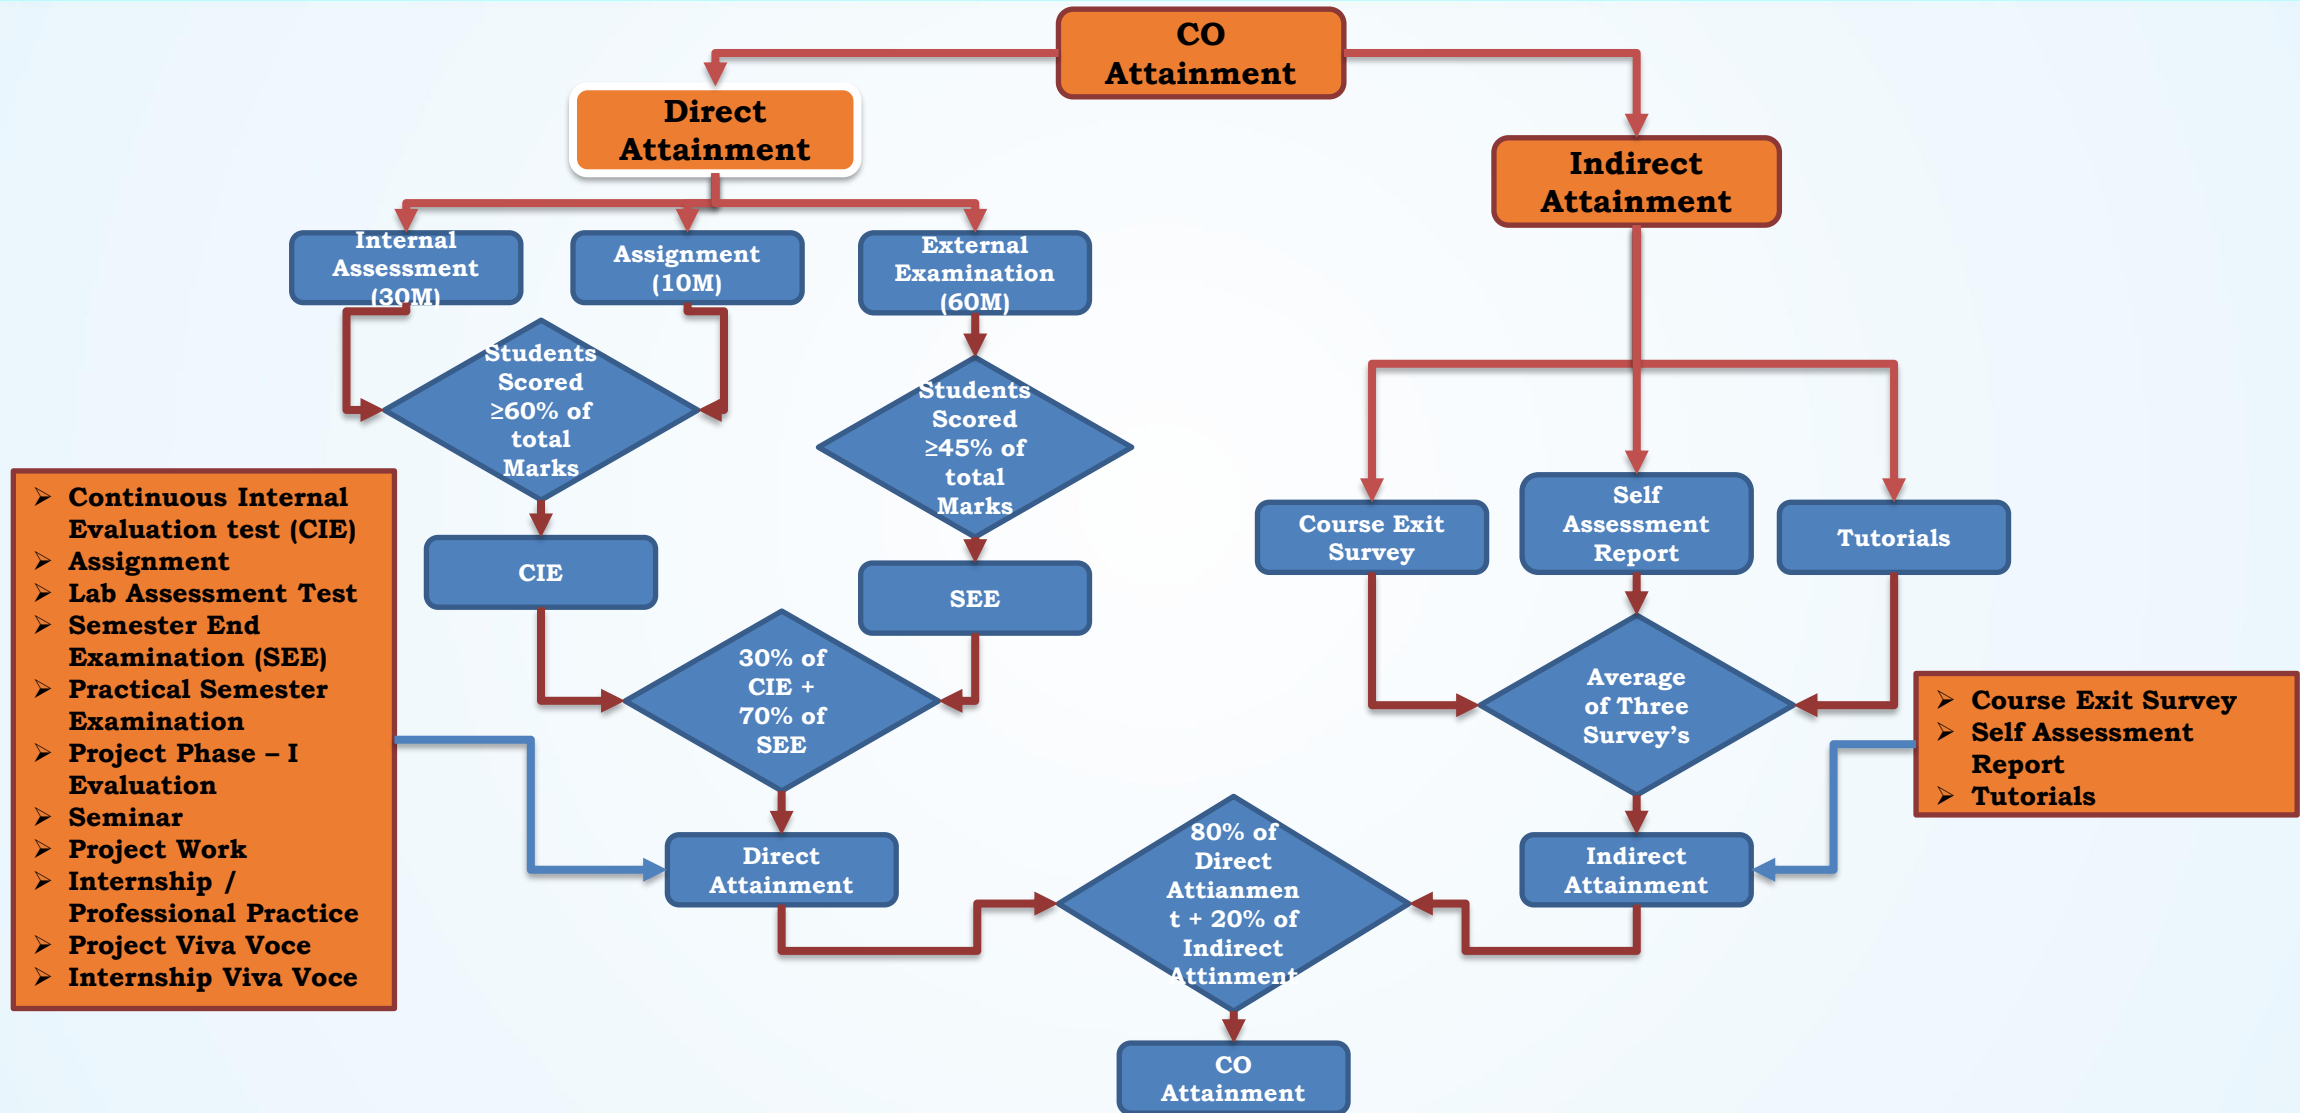 CO
Attainment
Direct
Attainment
Indirect
Attainment
Internal
Assessment
(30M)
Assignment
(10M)
External
Examination
(60M)
Students
Scored
≥60% of
total
Marks
Students
Scored
≥45% of
total
Marks
➢ Continuous Internal
Evaluation test (CIE)
➢ Assignment
➢ Lab Assessment Test
➢ Semester End
Examination (SEE)
➢ Practical Semester
Examination
➢ Project Phase – I
Evaluation
➢ Seminar
➢ Project Work
➢ Internship /
Professional Practice
➢ Project Viva Voce
➢ Internship Viva Voce
CIE
SEE
Course Exit
Survey
Self
Assessment
Report
Tutorials
30% of
CIE +
70% of
SEE
Average
of Three
Survey’s
➢ Course Exit Survey
➢ Self Assessment
Report
➢ Tutorials
Direct
Attainment
80% of
Direct
Attianmen
t + 20% of
Indirect
Attinment
Indirect
Attainment
CO
Attainment